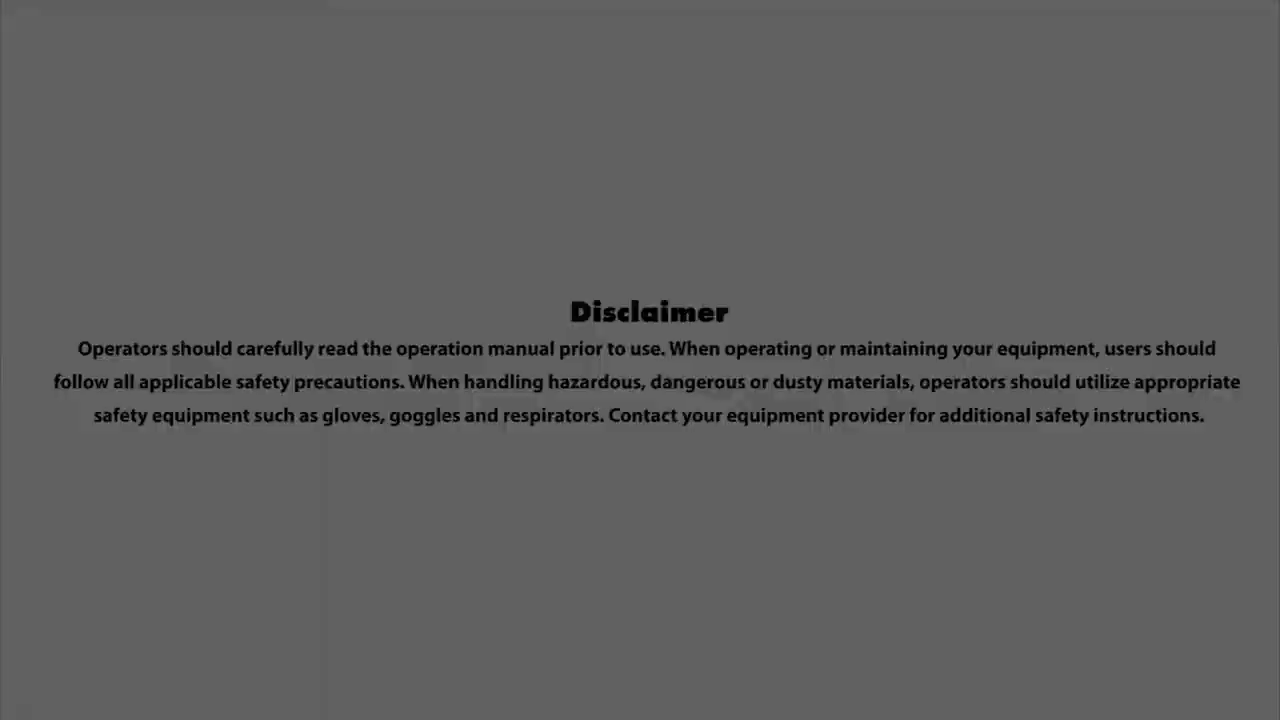 Disclaimer
Operators should carefully read the operation manual prior to use. When operating or maintaining your equipment, users should
follow all applicable safety precautions. When handling hazardous, dangerous or dusty materials, operators should utilize appropriate
safety equipment such as gloves, goggles and respirators. Contact your equipment provider for additional safety instructions.